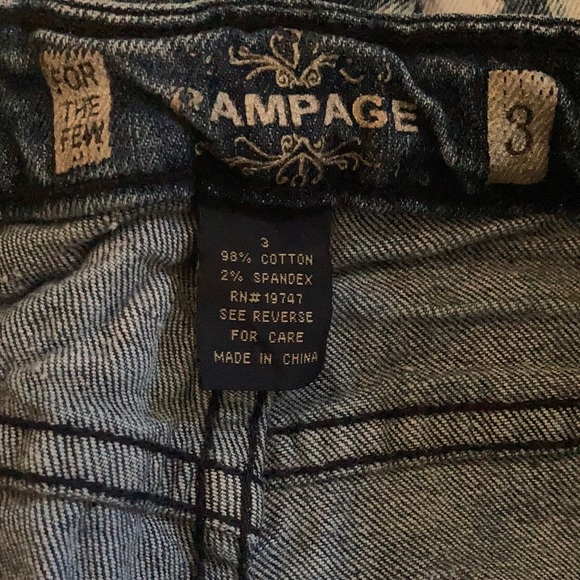 FOR
THE
FEW
RAMPAGE
3
3
98% COTTON
2% SPANDEX
RN# 19747
SEE REVERSE
FOR CARE
MADE IN CHINA